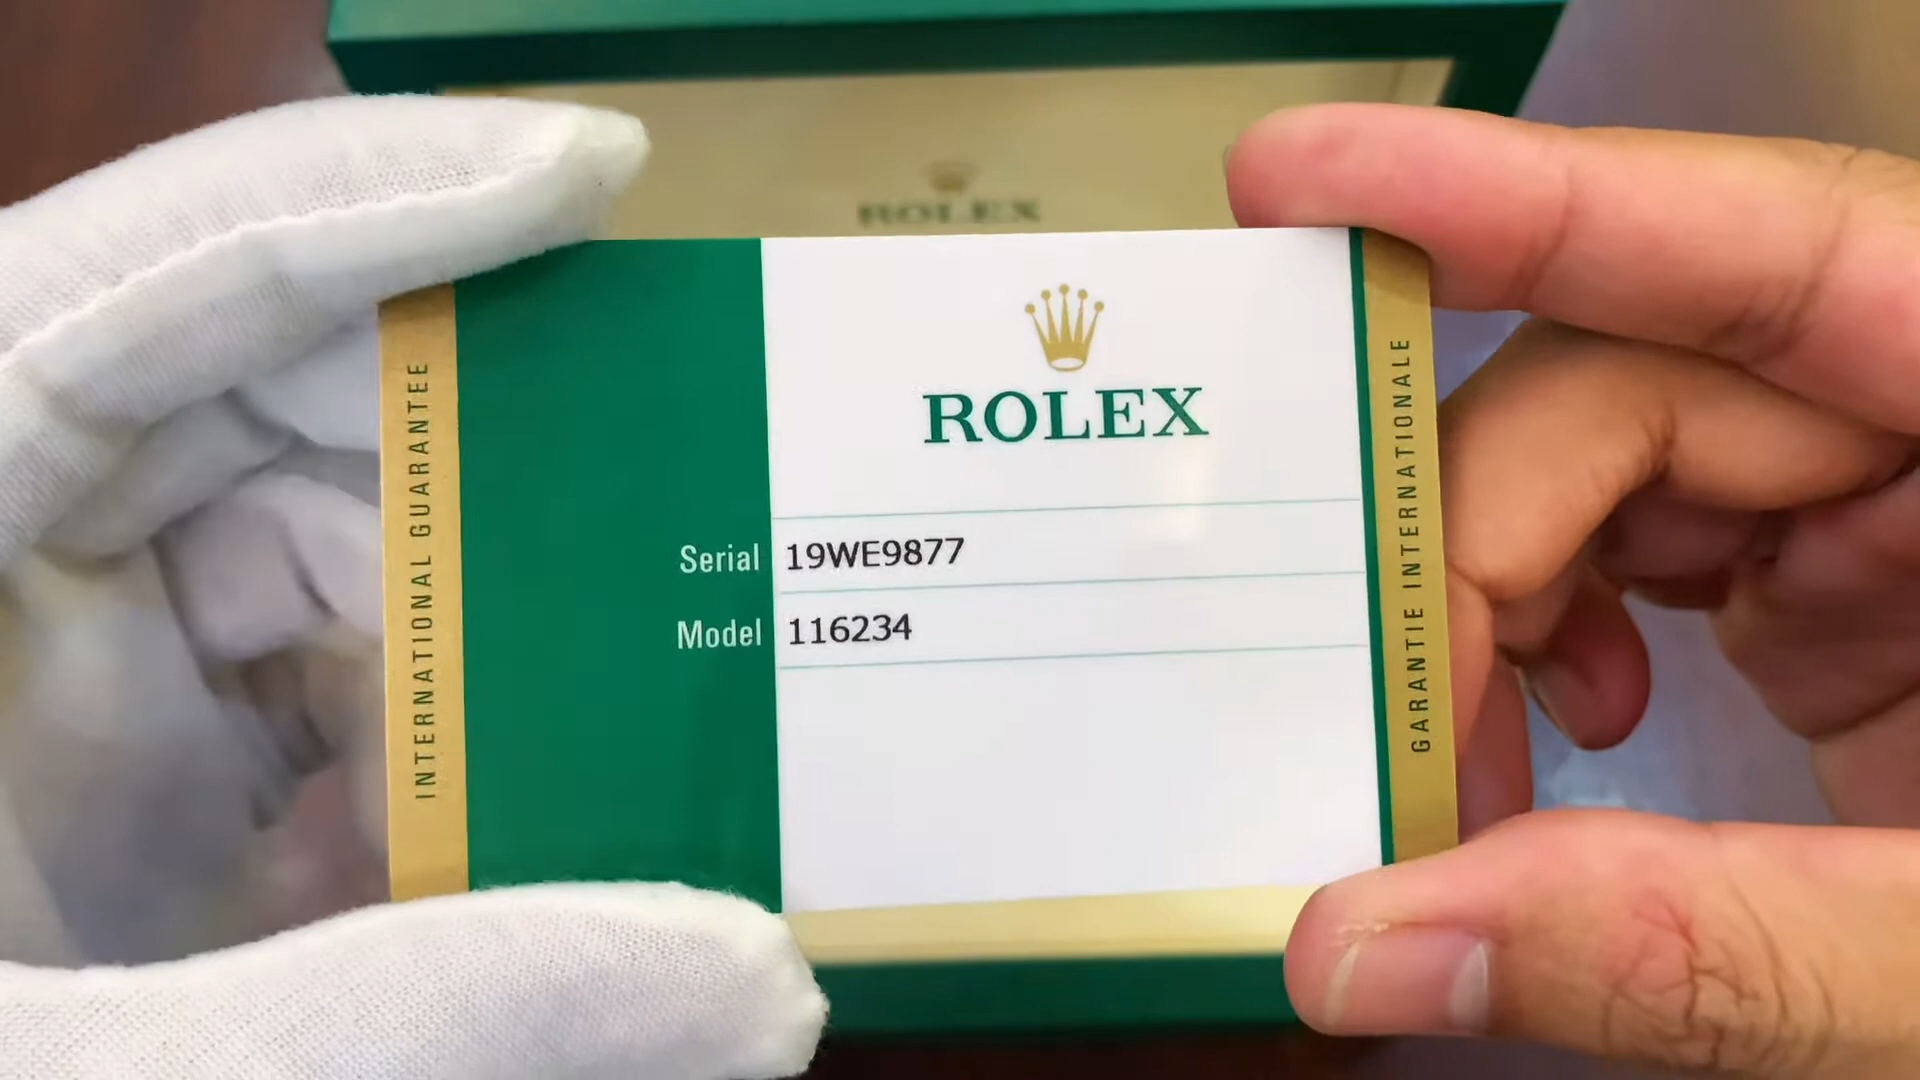 ROLEX
ROLEX
Serial 19WE9877
Model 116234
INTERNATIONAL GUARANTEE
GARANTIE INTERNATIONALE